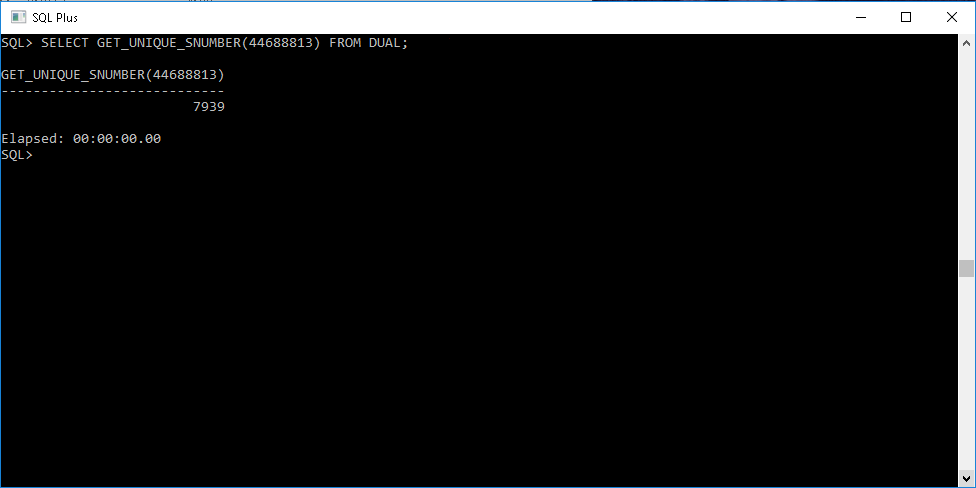 SQL Plus
SQL> SELECT GET_UNIQUE_SNUMBER(44688813) FROM DUAL;
GET_UNIQUE_SNUMBER(44688813)
----------------------------
7939
Elapsed: 00:00:00.00
SQL>